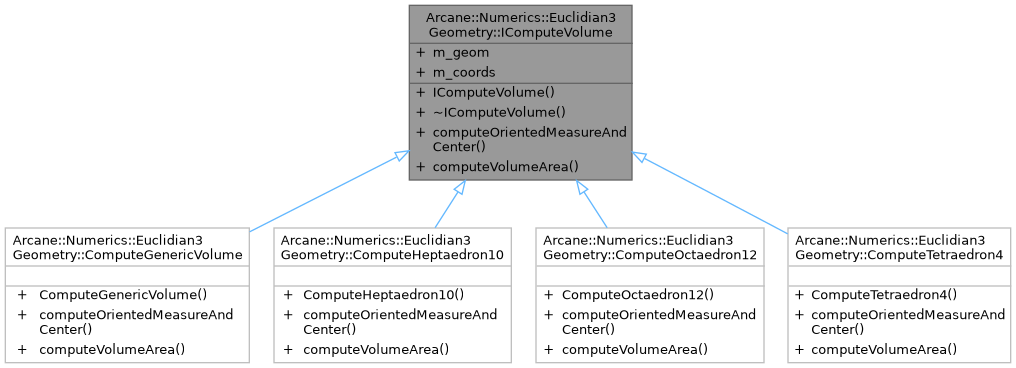 Arcane::Numerics::Euclidian3
Geometry::IComputeVolume
+ m_geom
+ m_coords
+ IComputeVolume()
+ ~IComputeVolume()
+ computeOrientedMeasureAnd
Center()
+ computeVolumeArea()
Arcane::Numerics::Euclidian3
Geometry::ComputeGenericVolume
+ ComputeGenericVolume()
+ computeOrientedMeasureAnd
Center()
+ computeVolumeArea()
Arcane::Numerics::Euclidian3
Geometry::ComputeHeptaedron10
+ ComputeHeptaedron10()
+ computeOrientedMeasureAnd
Center()
+ computeVolumeArea()
Arcane::Numerics::Euclidian3
Geometry::ComputeOctaedron12
+ ComputeOctaedron12()
+ computeOrientedMeasureAnd
Center()
+ computeVolumeArea()
Arcane::Numerics::Euclidian3
Geometry::ComputeTetraedron4
+ ComputeTetraedron4()
+ computeOrientedMeasureAnd
Center()
+ computeVolumeArea()